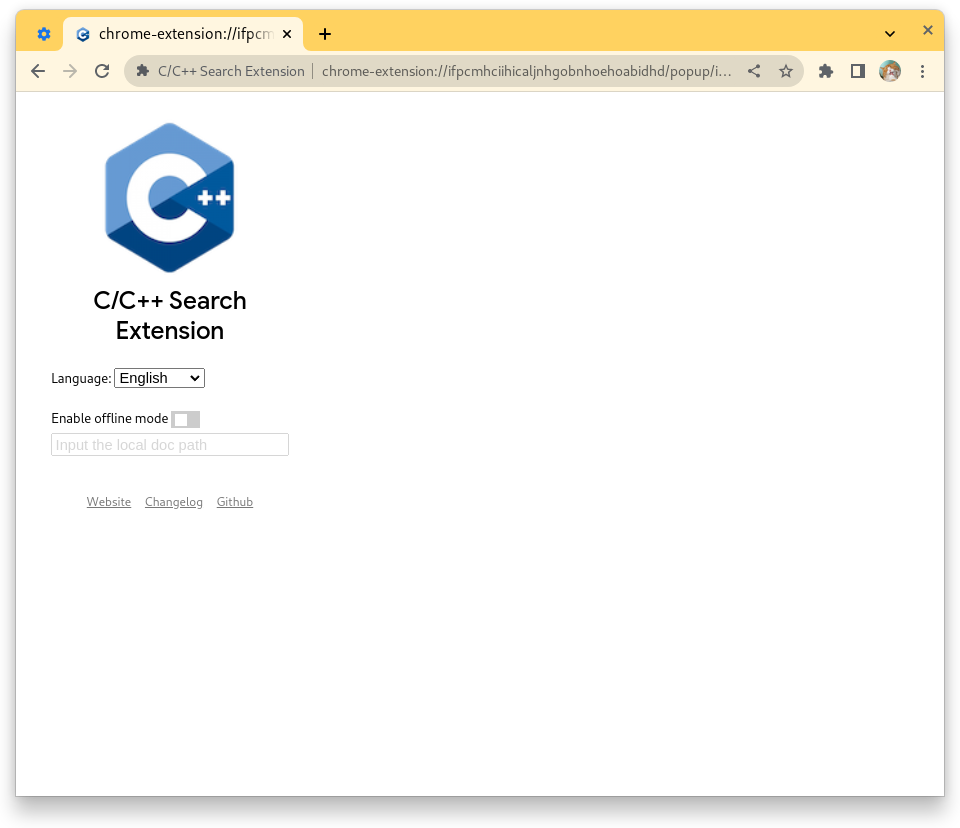 chrome-extension://ifpcm
C/C++ Search Extension | chrome-extension://ifpcmhciihicaljnhgobnhoehoabidhd/popup/i...
C ++
C/C++ Search
Extension
Language: English
Enable offline mode
Input the local doc path
Website Changelog Github